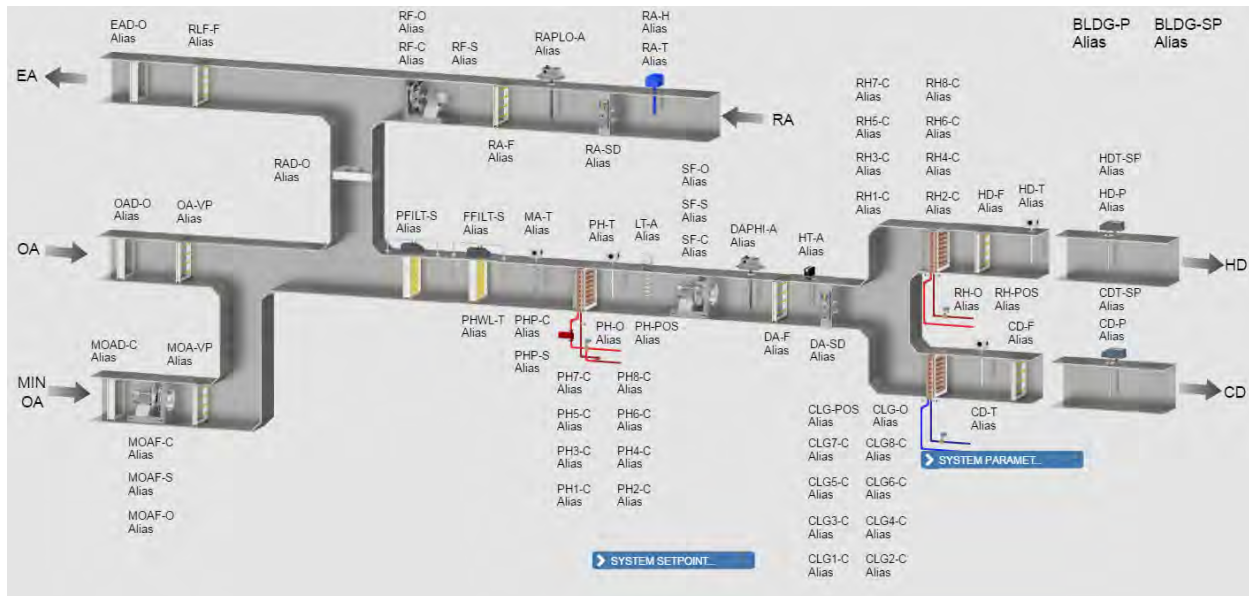 EAD-O
Alias
RLF-F
Alias
RF-O
Alias
RF-C
Alias
RF-S
Alias
RAPLO-A
Alias
RA-H
Alias
RA-T
Alias
BLDG-P
Alias
BLDG-SP
Alias
EA
RA
RA-F
Alias
RA-SD
Alias
RAD-O
Alias
RH7-C
Alias
RH8-C
Alias
RH5-C
Alias
RH6-C
Alias
RH3-C
Alias
RH4-C
Alias
RH1-C
Alias
RH2-C
Alias
HD-F
Alias
HD-T
Alias
HDT-SP
Alias
HD-P
Alias
OAD-O
Alias
OA-VP
Alias
PFILT-S
Alias
FFILT-S
Alias
MA-T
Alias
PH-T
Alias
LT-A
Alias
SF-O
Alias
SF-S
Alias
SF-C
Alias
DAPHI-A
Alias
HT-A
Alias
OA
HD
RH-O
Alias
RH-POS
Alias
CDT-SP
Alias
CD-P
Alias
CD-F
Alias
MOAD-C
Alias
MOA-VP
Alias
PHWL-T
Alias
PHP-C
Alias
PHP-S
Alias
PH-O
Alias
PH-POS
Alias
DA-F
Alias
DA-SD
Alias
MIN
OA
CD
PH7-C
Alias
PH8-C
Alias
PH5-C
Alias
PH6-C
Alias
PH3-C
Alias
PH4-C
Alias
PH1-C
Alias
PH2-C
Alias
CLG-POS
Alias
CLG-O
Alias
CD-T
Alias
CLG7-C
Alias
CLG8-C
Alias
CLG5-C
Alias
CLG6-C
Alias
CLG3-C
Alias
CLG4-C
Alias
CLG1-C
Alias
CLG2-C
Alias
MOAF-C
Alias
MOAF-S
Alias
MOAF-O
Alias
SYSTEM PARAMET...
SYSTEM SETPOINT...